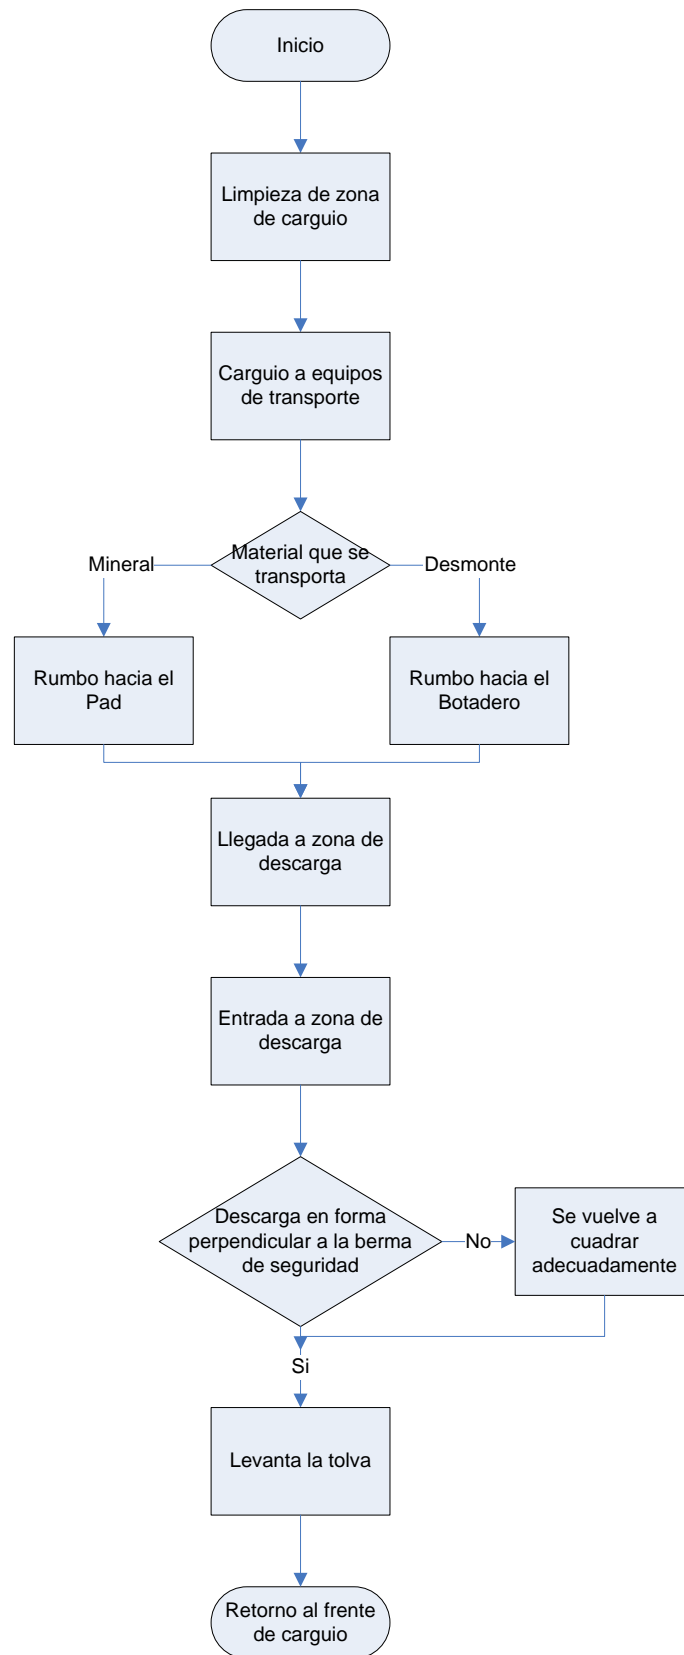 Inicio
Limpieza de zona
de carguio
Carguio a equipos
de transporte
Material que se
transporta
Mineral
Desmonte
Rumbo hacia el
Pad
Rumbo hacia el
Botadero
Llegada a zona de
descarga
Entrada a zona de
descarga
Descarga en forma
perpendicular a la berma
de seguridad
No
Se vuelve a
cuadrar
adecuadamente
Si
Levanta la tolva
Retorno al frente
de carguio